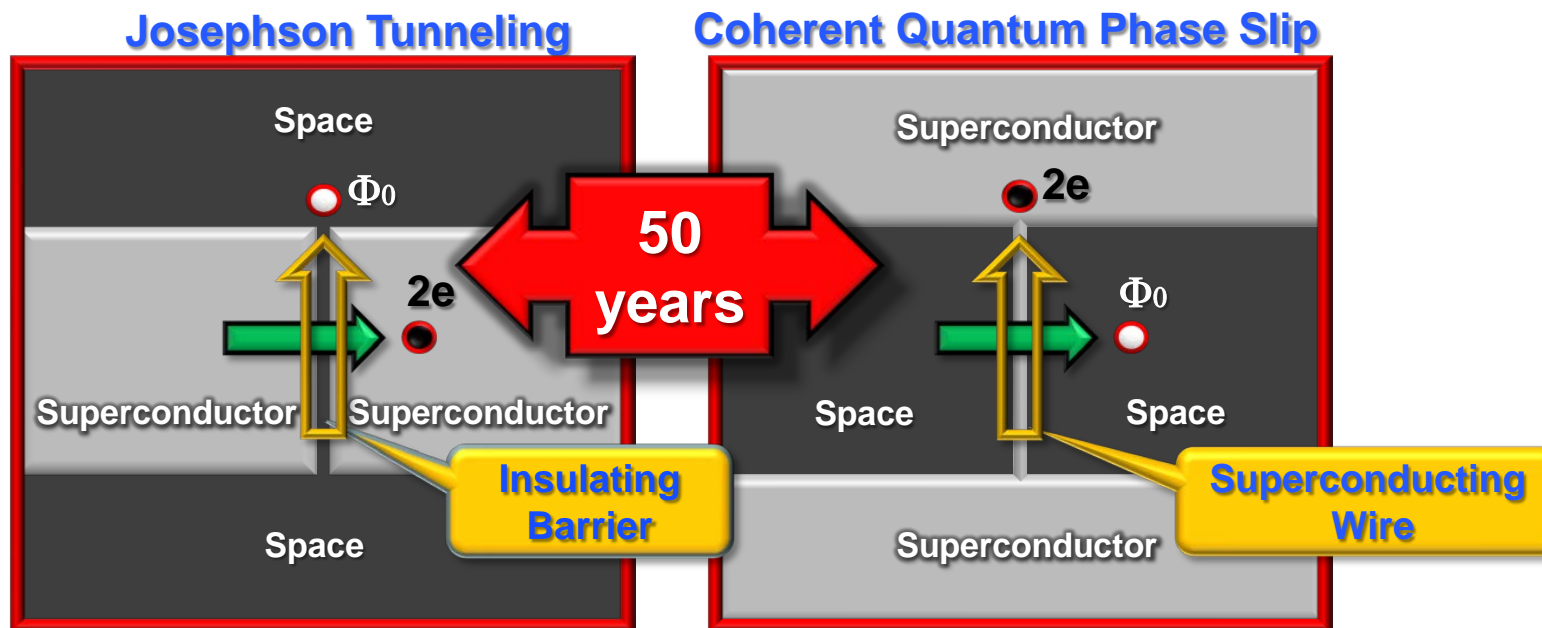 Josephson Tunneling
Space
Φ0
2e
Superconductor
Superconductor
Insulating
Barrier
Space
50
years
Coherent Quantum Phase Slip
Superconductor
2e
Φ0
Space
Space
Superconducting
Wire
Superconductor